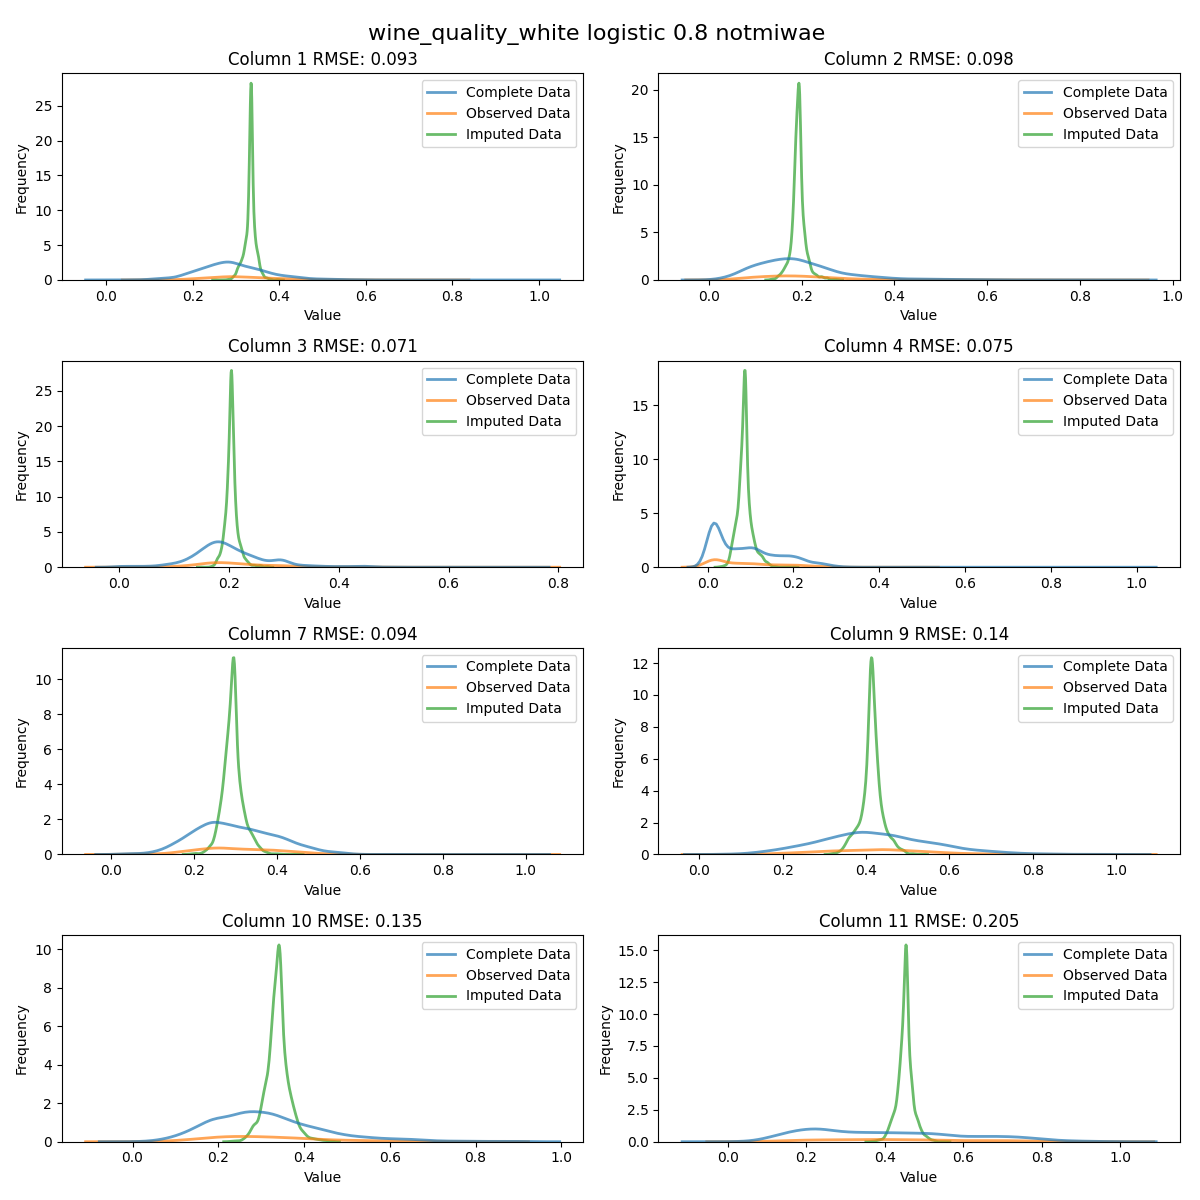 wine_quality_white logistic 0.8 notmiwae
Column 1 RMSE: 0.093
Frequency
25
20
15
10
5
0
Complete Data
Observed Data
Imputed Data
0.0 0.2 0.4 0.6 0.8 1.0
Value
Column 2 RMSE: 0.098
Frequency
20
15
10
5
0
Complete Data
Observed Data
Imputed Data
0.0 0.2 0.4 0.6 0.8 1.0
Value
Column 3 RMSE: 0.071
Frequency
25
20
15
10
5
0
Complete Data
Observed Data
Imputed Data
0.0 0.2 0.4 0.6 0.8
Value
Column 4 RMSE: 0.075
Frequency
15
10
5
0
Complete Data
Observed Data
Imputed Data
0.0 0.2 0.4 0.6 0.8 1.0
Value
Column 7 RMSE: 0.094
Frequency
10
8
6
4
2
0
Complete Data
Observed Data
Imputed Data
0.0 0.2 0.4 0.6 0.8 1.0
Value
Column 9 RMSE: 0.14
Frequency
12
10
8
6
4
2
0
Complete Data
Observed Data
Imputed Data
0.0 0.2 0.4 0.6 0.8 1.0
Value
Column 10 RMSE: 0.135
Frequency
10
8
6
4
2
0
Complete Data
Observed Data
Imputed Data
0.0 0.2 0.4 0.6 0.8 1.0
Value
Column 11 RMSE: 0.205
Frequency
15.0
12.5
10.0
7.5
5.0
2.5
0.0
Complete Data
Observed Data
Imputed Data
0.0 0.2 0.4 0.6 0.8 1.0
Value